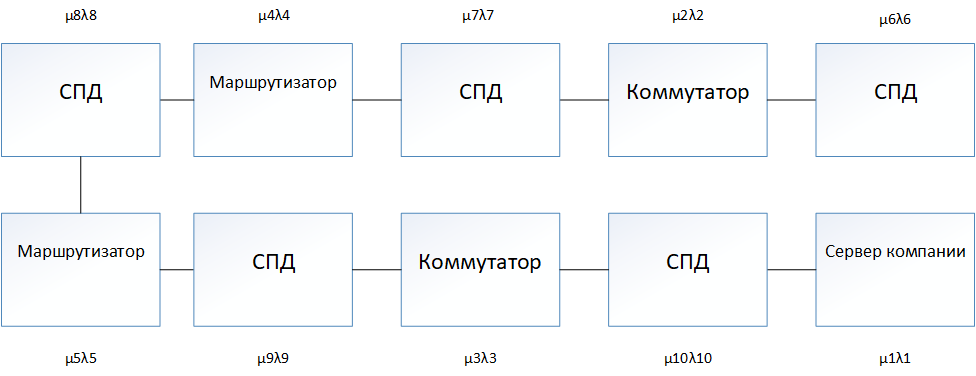 μ8λ8 μ4λ4 μ7λ7 μ2λ2 μ6λ6
СПД Маршрутизатор СПД Коммутатор СПД
Маршрутизатор СПД Коммутатор СПД Сервер компании
μ5λ5 μ9λ9 μ3λ3 μ10λ10 μ1λ1